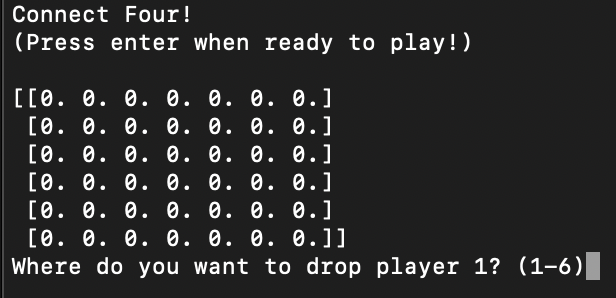 Connect Four!
(Press enter when ready to play!)
[[0. 0. 0. 0. 0. 0. 0.]
[0. 0. 0. 0. 0. 0. 0.]
[0. 0. 0. 0. 0. 0. 0.]
[0. 0. 0. 0. 0. 0. 0.]
[0. 0. 0. 0. 0. 0. 0.]
[0. 0. 0. 0. 0. 0. 0.]]
Where do you want to drop player 1? (1-6)